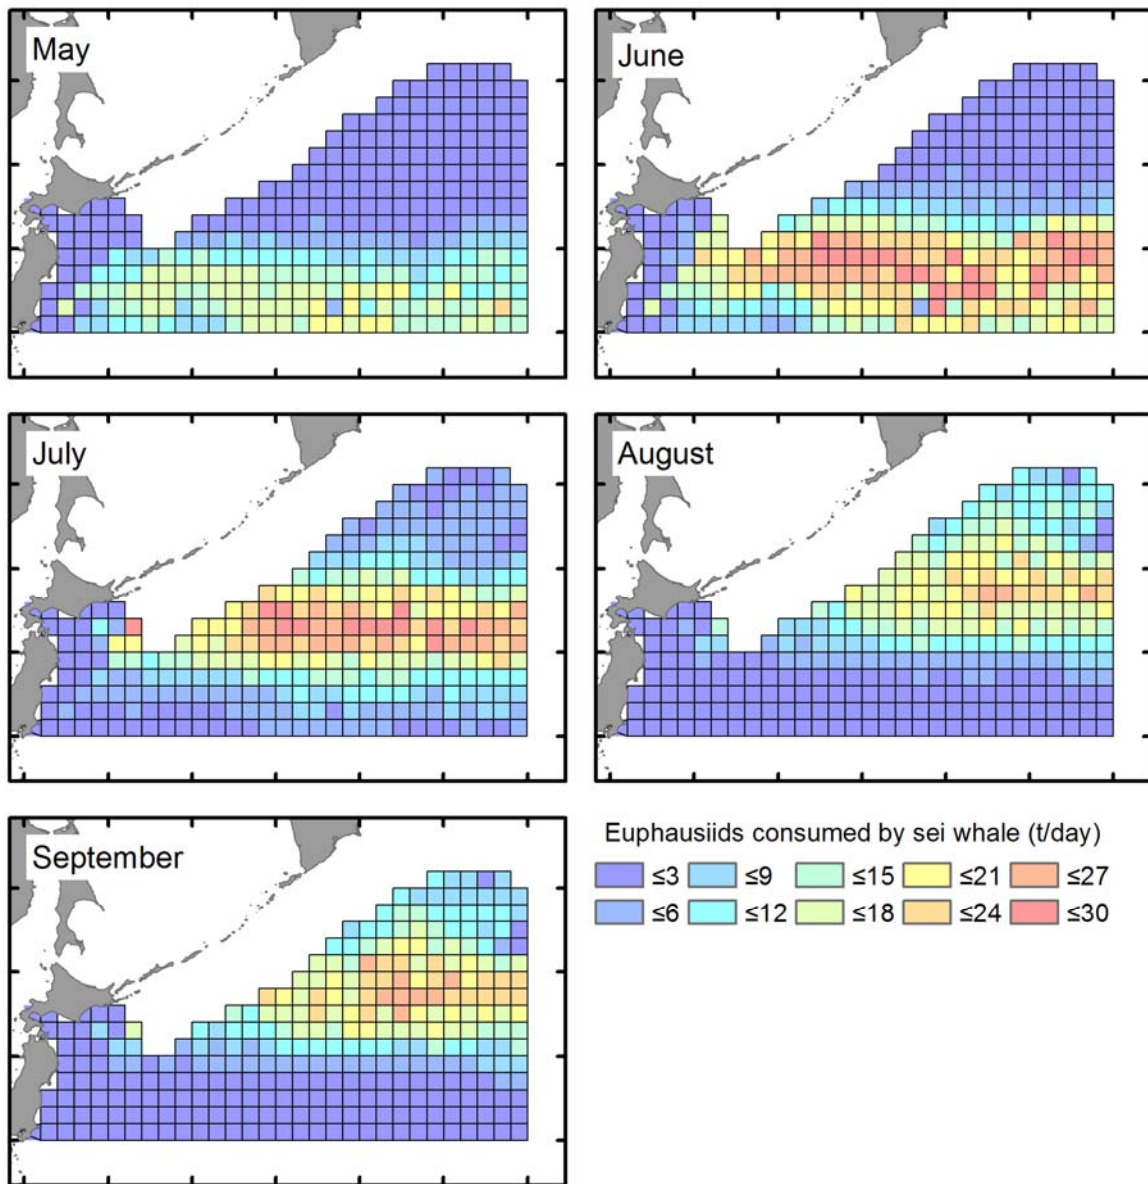 May
June
July
August
September
Euphausiids consumed by sei whale (t/day)
≤3 ≤9 ≤15 ≤21 ≤27
≤6 ≤12 ≤18 ≤24 ≤30